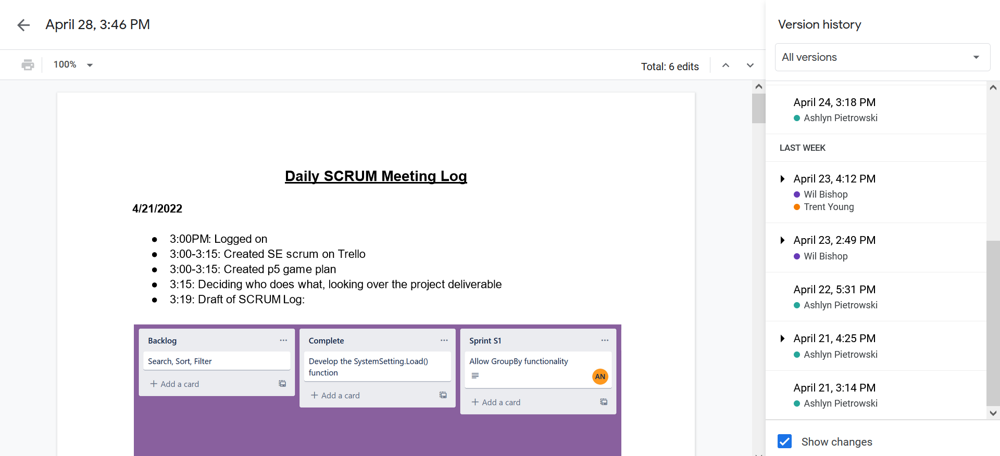 April 28, 3:46 PM
100%
Total: 6 edits
Daily SCRUM Meeting Log
4/21/2022
● 3:00PM: Logged on
● 3:00-3:15: Created SE scrum on Trello
● 3:00-3:15: Created p5 game plan
● 3:15: Deciding who does what, looking over the project deliverable
● 3:19: Draft of SCRUM Log:
Backlog
Search, Sort, Filter
+ Add a card
Complete
Develop the SystemSetting.Load()
function
+ Add a card
Sprint S1
Allow GroupBy functionality
AN
+ Add a card
Version history
All versions
April 24, 3:18 PM
Ashlyn Pietrowski
LAST WEEK
April 23, 4:12 PM
Wil Bishop
Trent Young
April 23, 2:49 PM
Wil Bishop
April 22, 5:31 PM
Ashlyn Pietrowski
April 21, 4:25 PM
Ashlyn Pietrowski
April 21, 3:14 PM
Ashlyn Pietrowski
Show changes